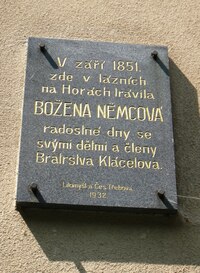 V září 1851
zde v lázních
na Horách trávila
BOŽENA NĚMCOVÁ
radostné dny se
svými dětmi a členy
Bratrstva Klácelova.
Litomyšl a Čes. Třebová
1932